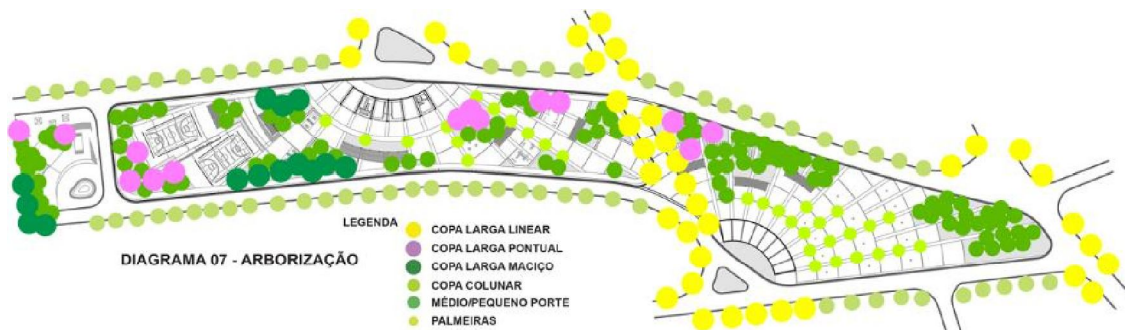 LEGENDA
COPA LARGA LINEAR
COPA LARGA PONTUAL
DIAGRAMA 07 - ARBORIZAÇÃO
COPA LARGA MACIÇO
COPA COLUNAR
MÉDIO/PEQUENO PORTE
PALMEIRAS